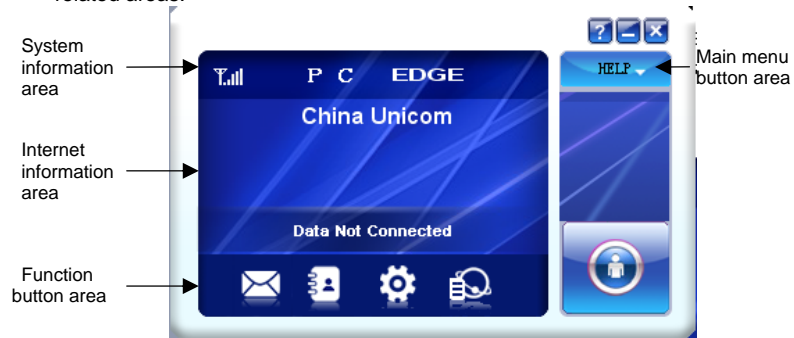 related areas.
System
information
area
P C EDGE
HELP
Main menu
button area
China Unicom
Internet
information
area
Data Not Connected
Function
button area